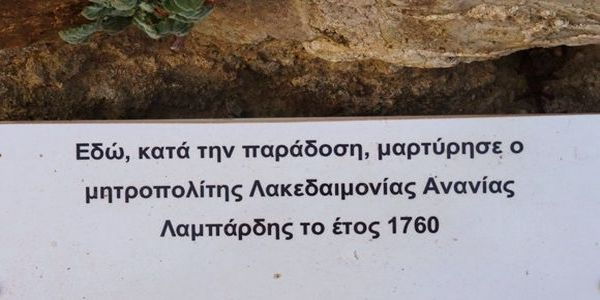 Εδώ, κατά την παράδοση, μαρτύρησε ο
μητροπολίτης Λακεδαιμονίας Ανανίας
Λαμπάρδης το έτος 1760